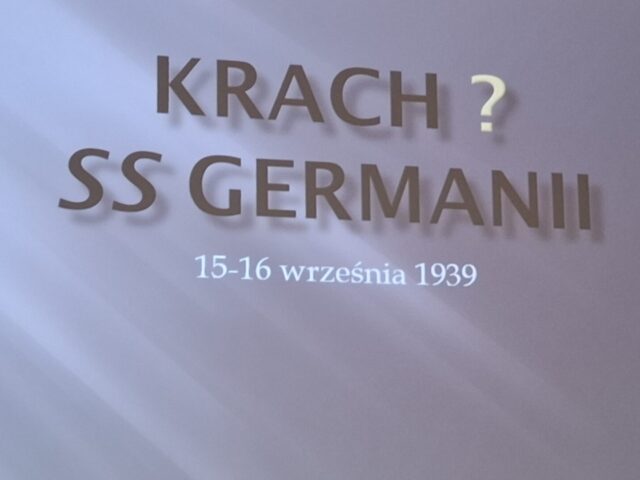 KRACH ?
SS GERMANII
15-16 września 1939